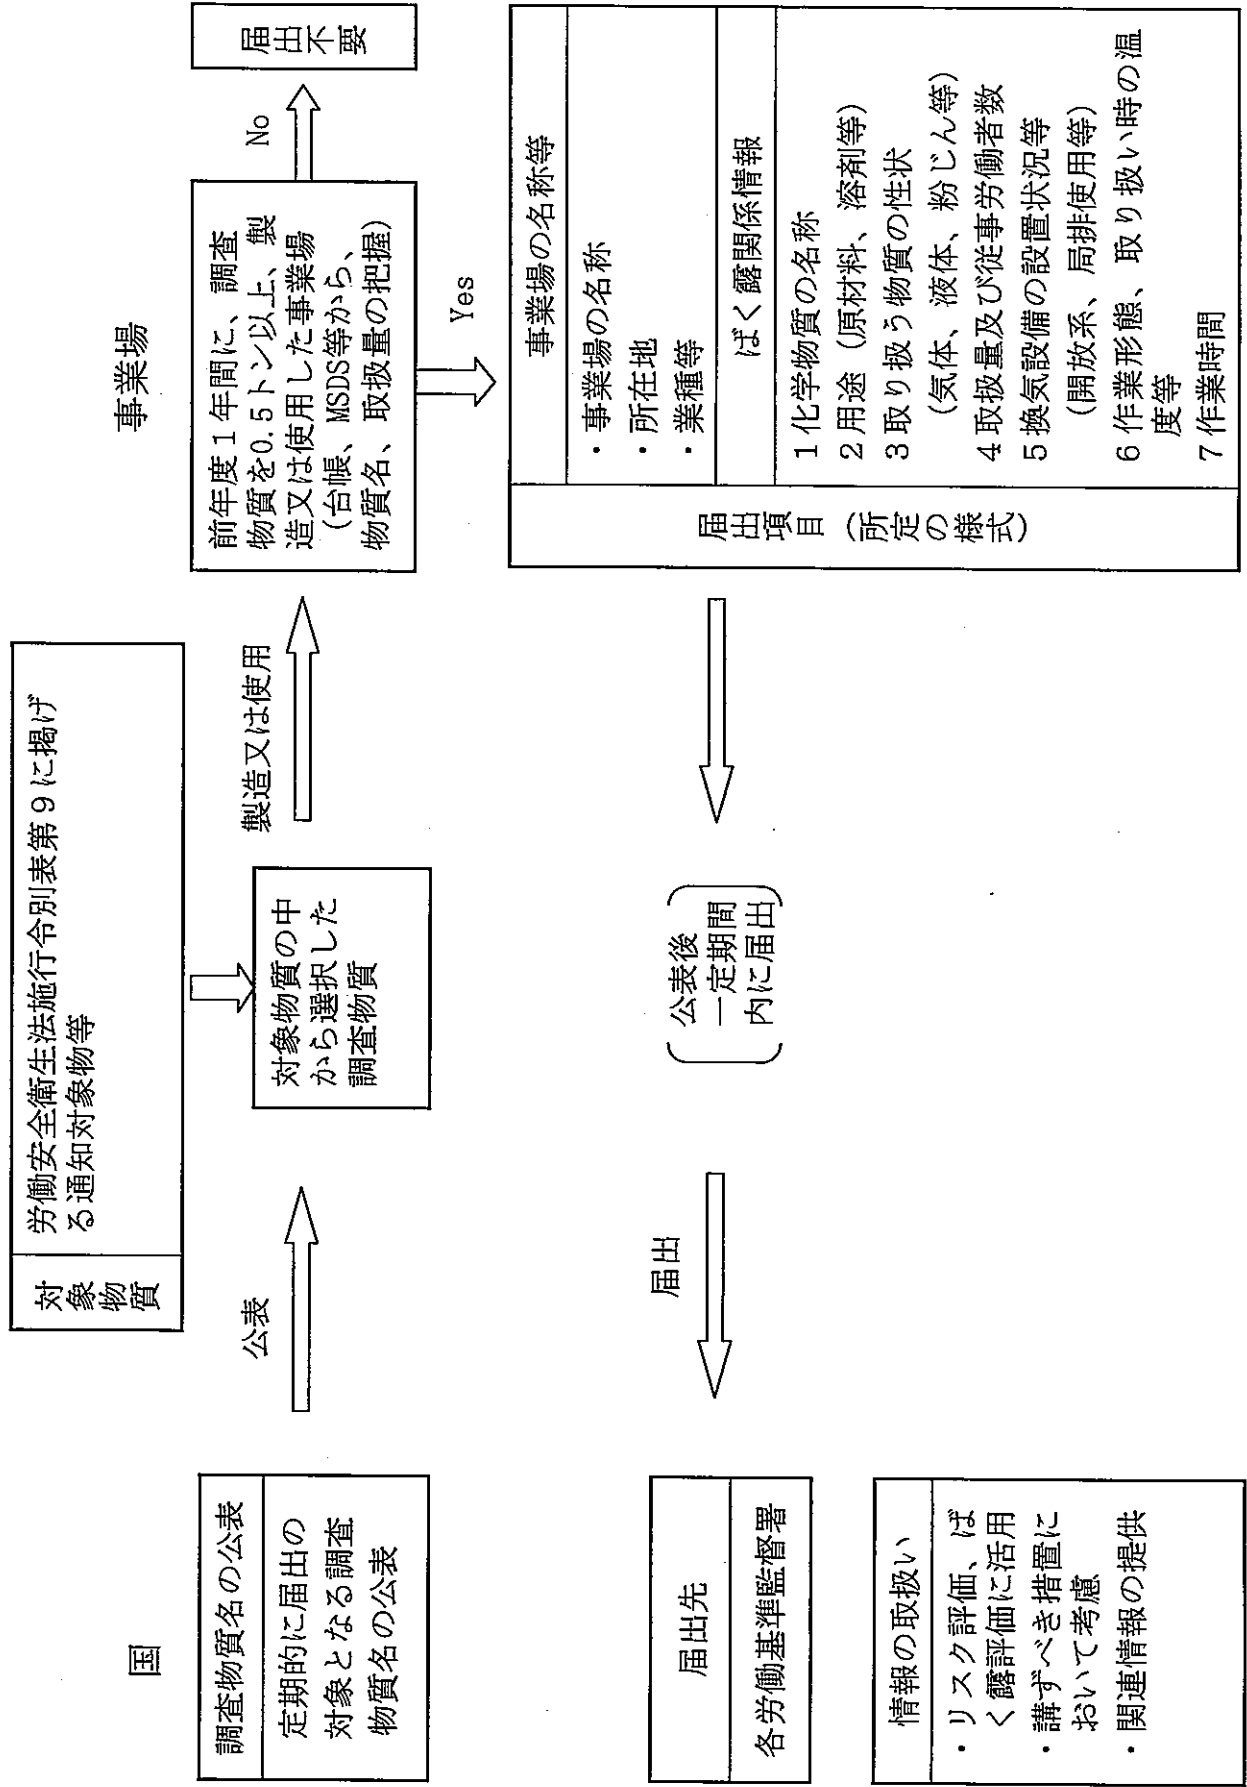 国
事業場
対象物質
労働安全衛生法施行令別表第9に掲げ
る通知対象物等
調査物質名の公表
定期的に届出の
対象となる調査
物質名の公表
公表
対象物質の中
から選択した
調査物質
製造又は使用
前年度1年間に、調査
物質を0.5トン以上、製
造又は使用した事業場
(台帳、MSDS等から、
物質名、取扱量の把握)
No
届出不要
Yes
届出項目(所定の様式)
事業場の名称等
・事業場の名称
・所在地
・業種等
ばく露関係情報
1化学物質の名称
2用途(原材料、溶剤等)
3取り扱う物質の性状
(気体、液体、粉じん等)
4取扱量及び従事労働者数
5換気設備の設置状況等
(開放系、局排使用等)
6作業形態、取り扱い時の温
度等
7作業時間
公表後
一定期間
内に届出
届出
届出先
各労働基準監督署
情報の取扱い
・リスク評価、ば
く露評価に活用
・講ずべき措置に
おいて考慮
・関連情報の提供